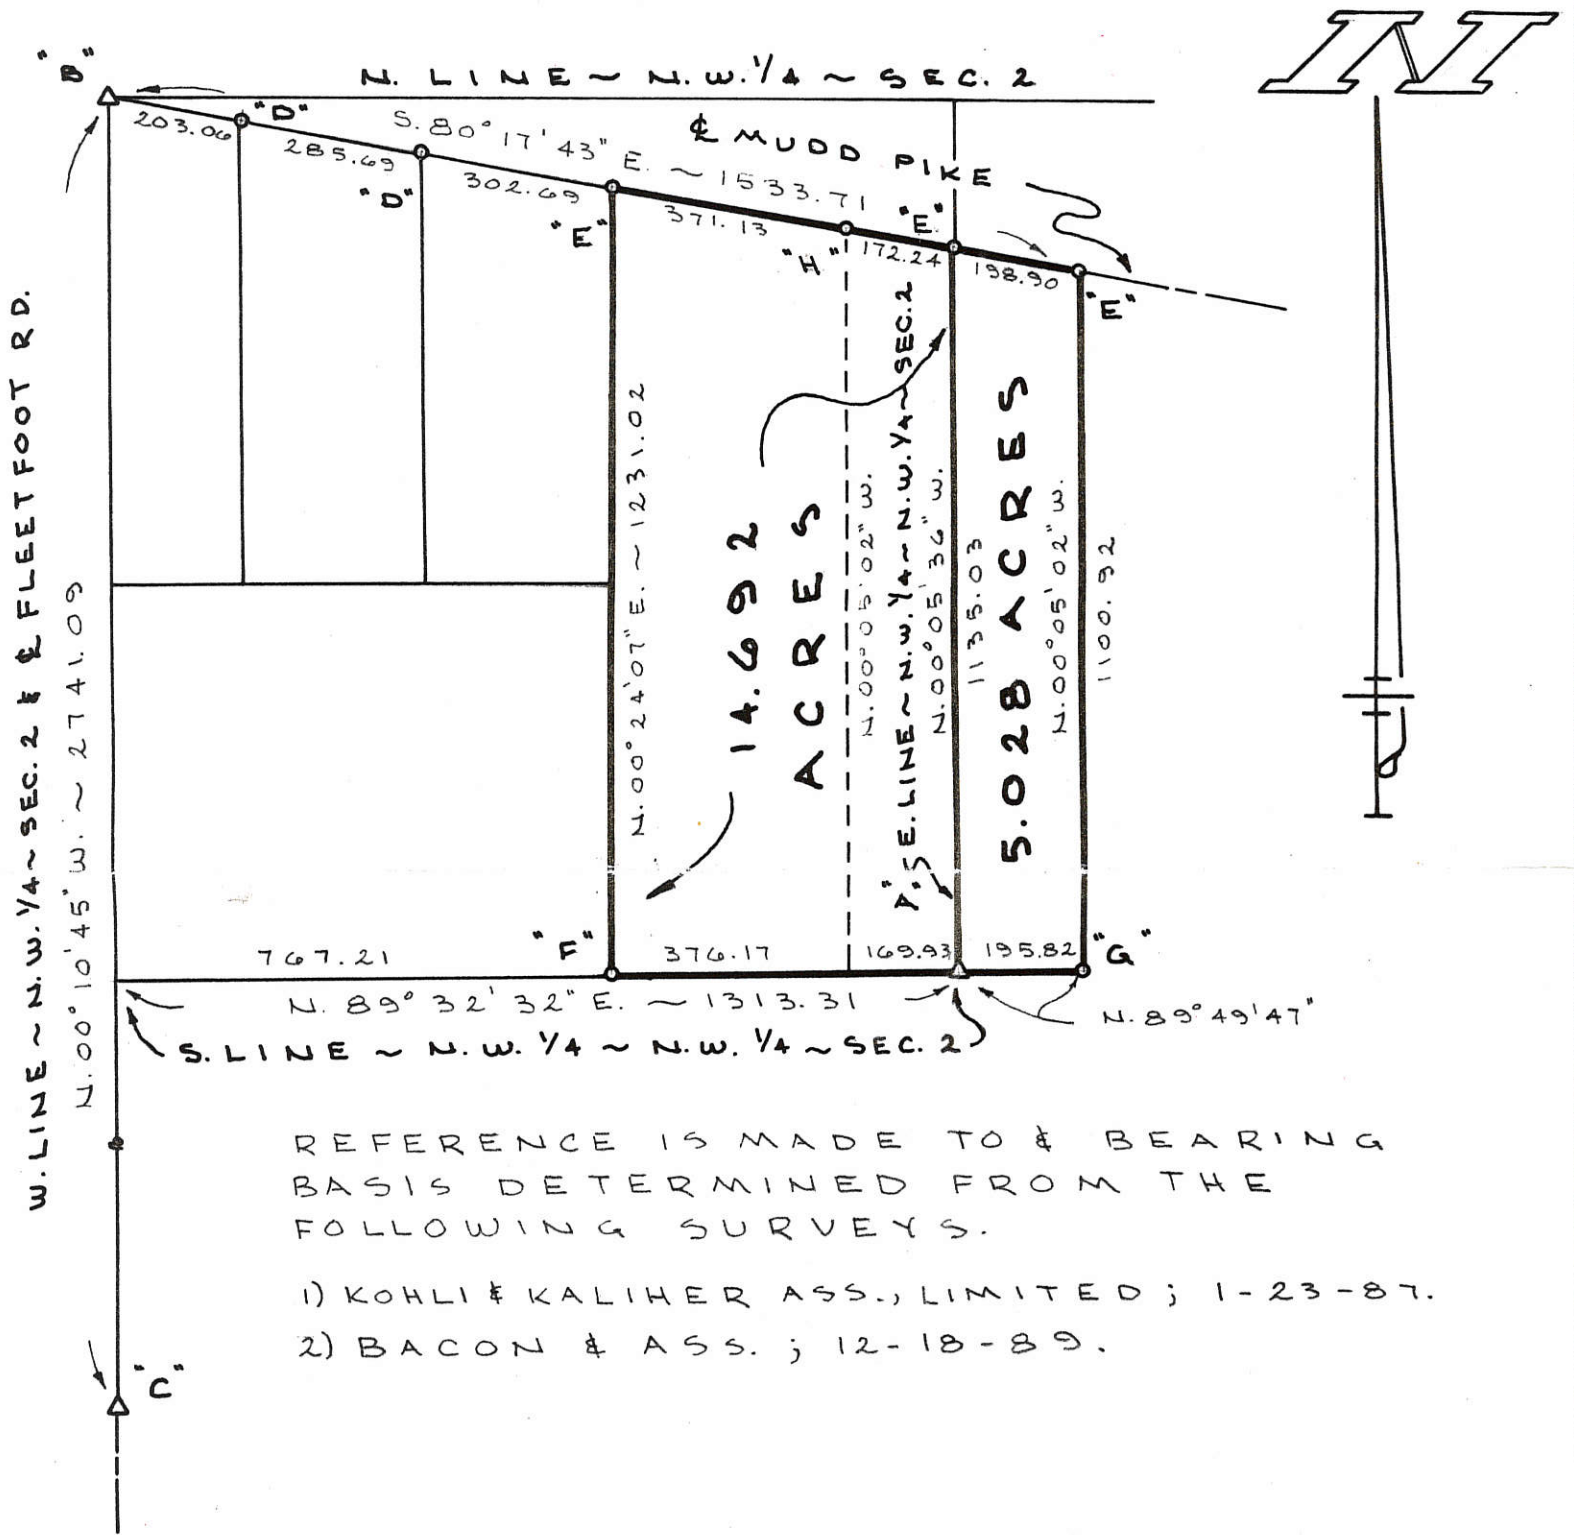 N
"B"
N. LINE ~ N.W. 1/4 ~ SEC. 2
203.06
"D"
285.69
"D"
S. 80° 17' 43" E. ~ 1533.71
℄ MUDD PIKE
302.69
"E"
371.13
"H"
"E"
172.24
198.90
"E"
W. LINE ~ N.W. 1/4 ~ SEC. 2 & ℄ FLEETFOOT RD.
N. 00° 10' 45" W. ~ 2741.09
N. 00° 24' 07" E. ~ 1231.02
14.692
ACRES
N. 00° 05' 02" W.
E. LINE ~ N.W. 1/4 ~ N.W. 1/4 ~ SEC. 2
N. 00° 05' 36" W.
1135.03
5.028 ACRES
N. 00° 05' 02" W.
1100.92
767.21
"F"
376.17
169.93
195.82
"G"
N. 89° 32' 32" E. ~ 1313.31
N. 89° 49' 47"
S. LINE ~ N.W. 1/4 ~ N.W. 1/4 ~ SEC. 2
REFERENCE IS MADE TO & BEARING
BASIS DETERMINED FROM THE
FOLLOWING SURVEYS.
1) KOHLI & KALIHER ASS., LIMITED; 1-23-87.
2) BACON & ASS.; 12-18-89.
"C"